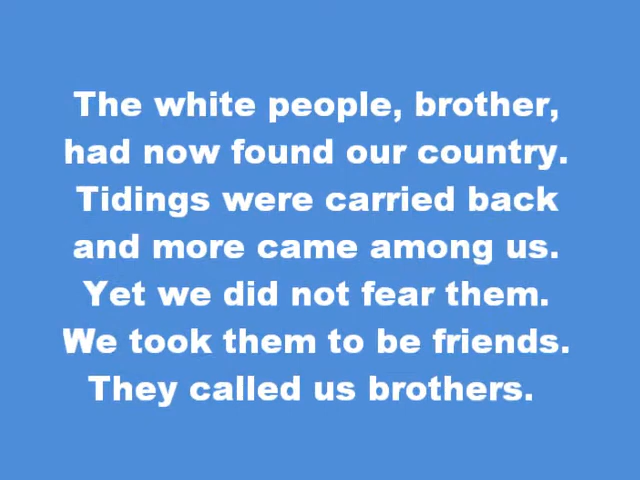 The white people, brother,
had now found our country.
Tidings were carried back
and more came among us.
Yet we did not fear them.
We took them to be friends.
They called us brothers.